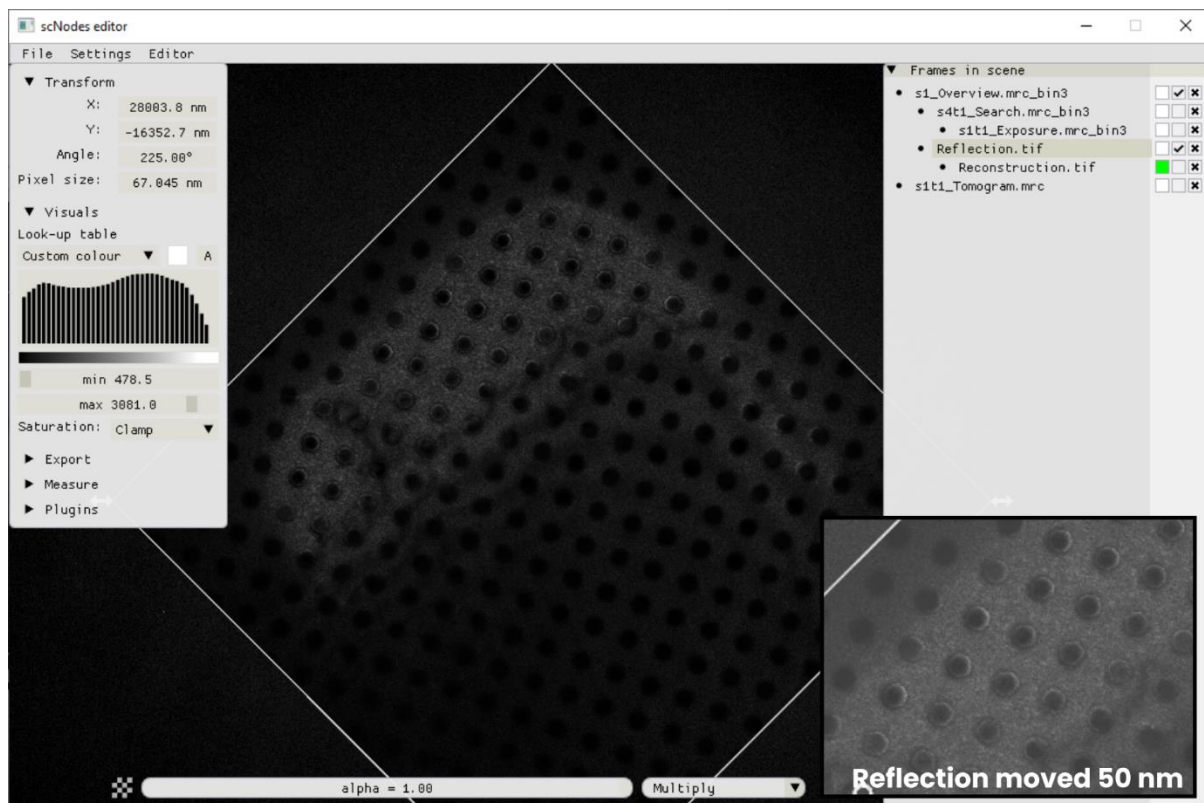 scNodes editor
File Settings Editor
Transform
X: 28003.8 nm
Y: -16352.7 nm
Angle: 225.00°
Pixel size: 67.045 nm
Visuals
Look-up table
Custom colour A
min 478.5
max 3081.0
Saturation: Clamp
Export
Measure
Plugins
Frames in scene
s1_Overview.mrc_bin3
s4t1_Search.mrc_bin3
s1t1_Exposure.mrc_bin3
Reflection.tif
Reconstruction.tif
s1t1_Tomogram.mrc
Reflection moved 50 nm
alpha = 1.00 Multiply